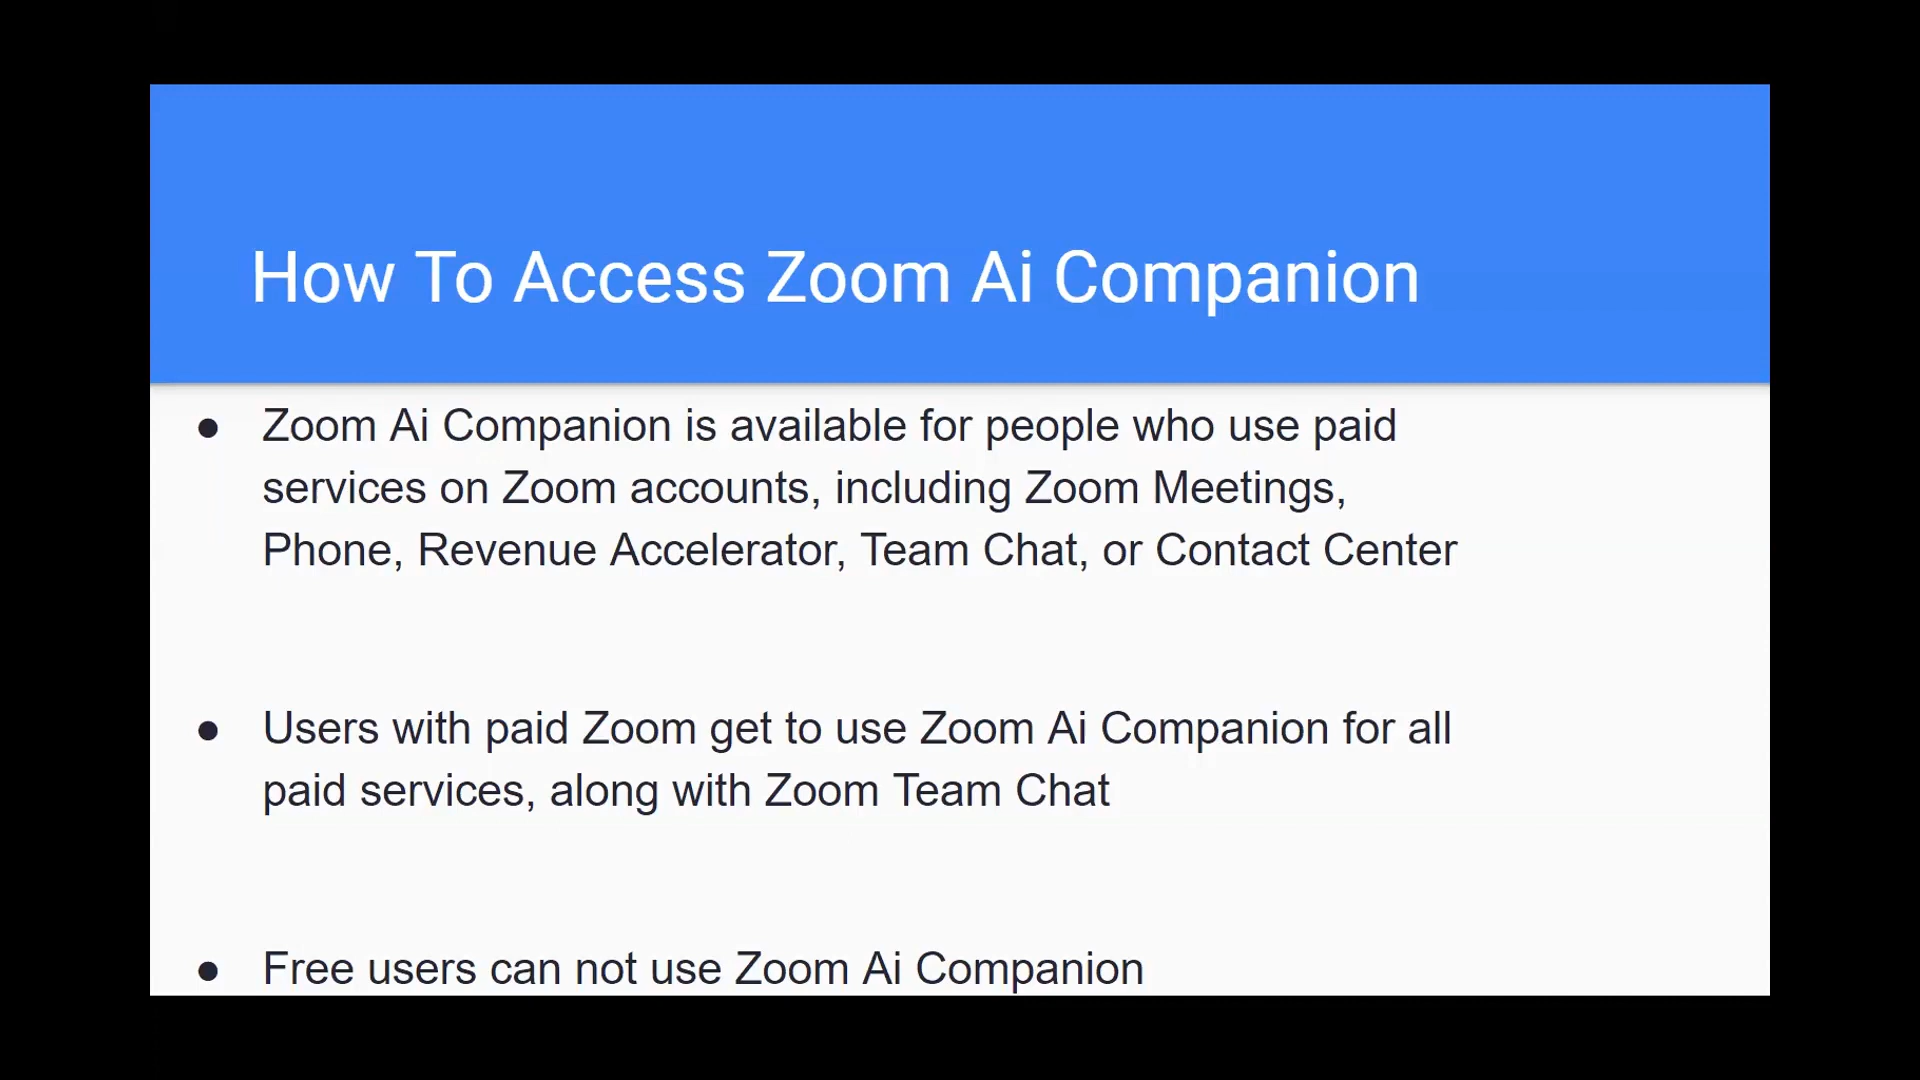 How To Access Zoom Ai Companion
● Zoom Ai Companion is available for people who use paid
services on Zoom accounts, including Zoom Meetings,
Phone, Revenue Accelerator, Team Chat, or Contact Center
● Users with paid Zoom get to use Zoom Ai Companion for all
paid services, along with Zoom Team Chat
● Free users can not use Zoom Ai Companion